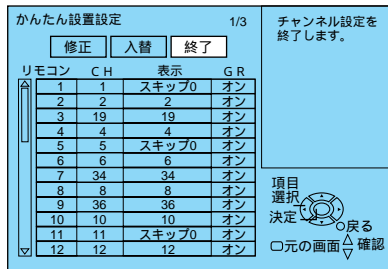 かんたん設置設定 1/3
修正 入替 終了
リモコン CH 表示 GR
1 1 スキップ0 オン
2 2 2 オン
3 19 19 オン
4 4 4 オン
5 5 スキップ0 オン
6 6 6 オン
7 34 34 オン
8 8 8 オン
9 36 36 オン
10 10 10 オン
11 11 スキップ0 オン
12 12 12 オン
チャンネル設定を
終了します。
項目
選択
決定
戻る
元の画面 確認